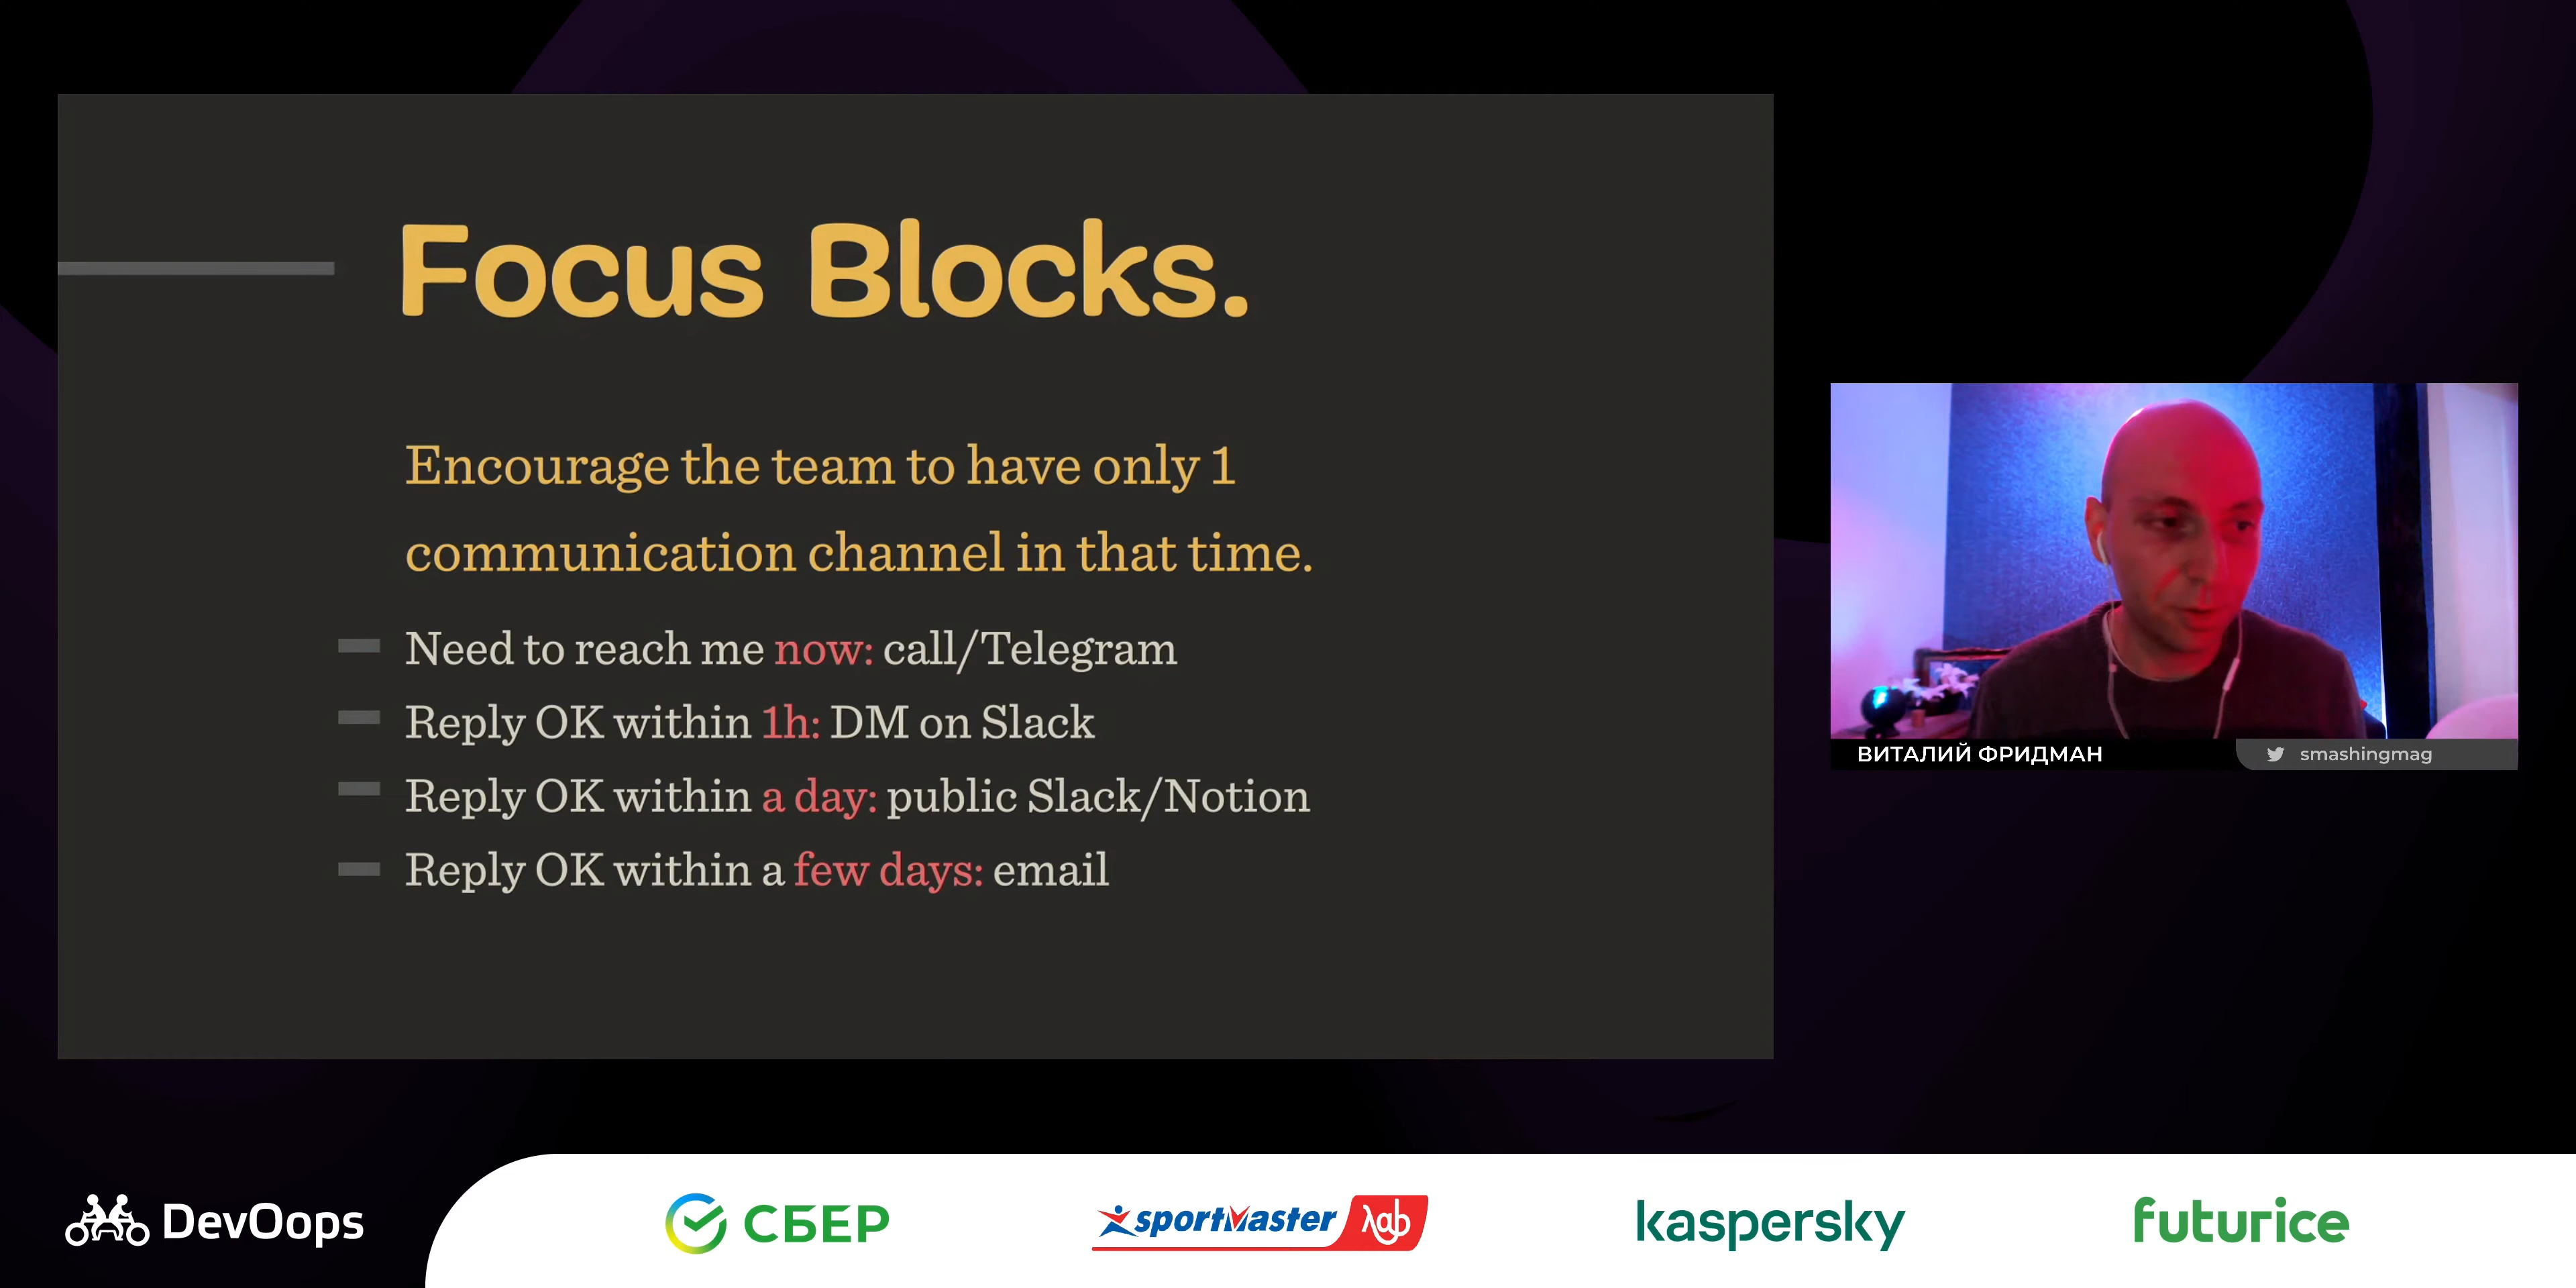 Focus Blocks.
Encourage the team to have only 1
communication channel in that time.
Need to reach me now: call/Telegram
Reply OK within 1h: DM on Slack
Reply OK within a day: public Slack/Notion
Reply OK within a few days: email
ВИТАЛИЙ ФРИДМАН
smashingmag
DevOops
СБЕР
sportmaster λab
kaspersky
futurice